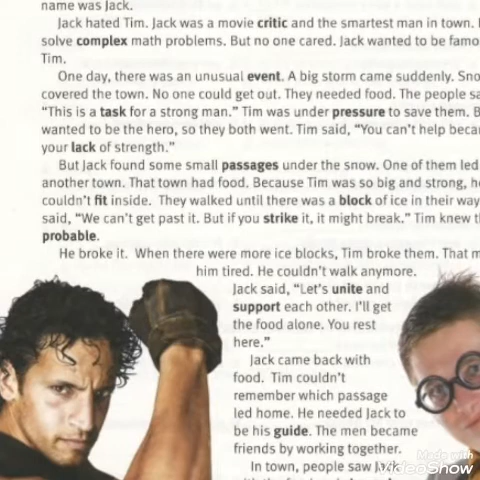 name was Jack.
Jack hated Tim. Jack was a movie critic and the smartest man in town.
solve complex math problems. But no one cared. Jack wanted to be
Tim.
One day, there was an unusual event. A big storm came suddenly.
covered the town. No one could get out. They needed food. The people
"This is a task for a strong man." Tim was under pressure to save them.
wanted to be the hero, so they both went. Tim said, "You can't help
your lack of strength."
But Jack found some small passages under the snow. One of them led
another town. That town had food. Because Tim was so big and strong,
couldn't fit inside. They walked until there was a block of ice in their way
said, "We can't get past it. But if you strike it, it might break." Tim knew
probable.
He broke it. When there were more ice blocks, Tim broke them. That
him tired. He couldn't walk anymore.
Jack said, "Let's unite and
support each other. I'll get
the food alone. You rest
here."
Jack came back with
food. Tim couldn't
remember which passage
led home. He needed Jack to
be his guide. The men became
friends by working together.
In town, people saw
Made with
VideoShow